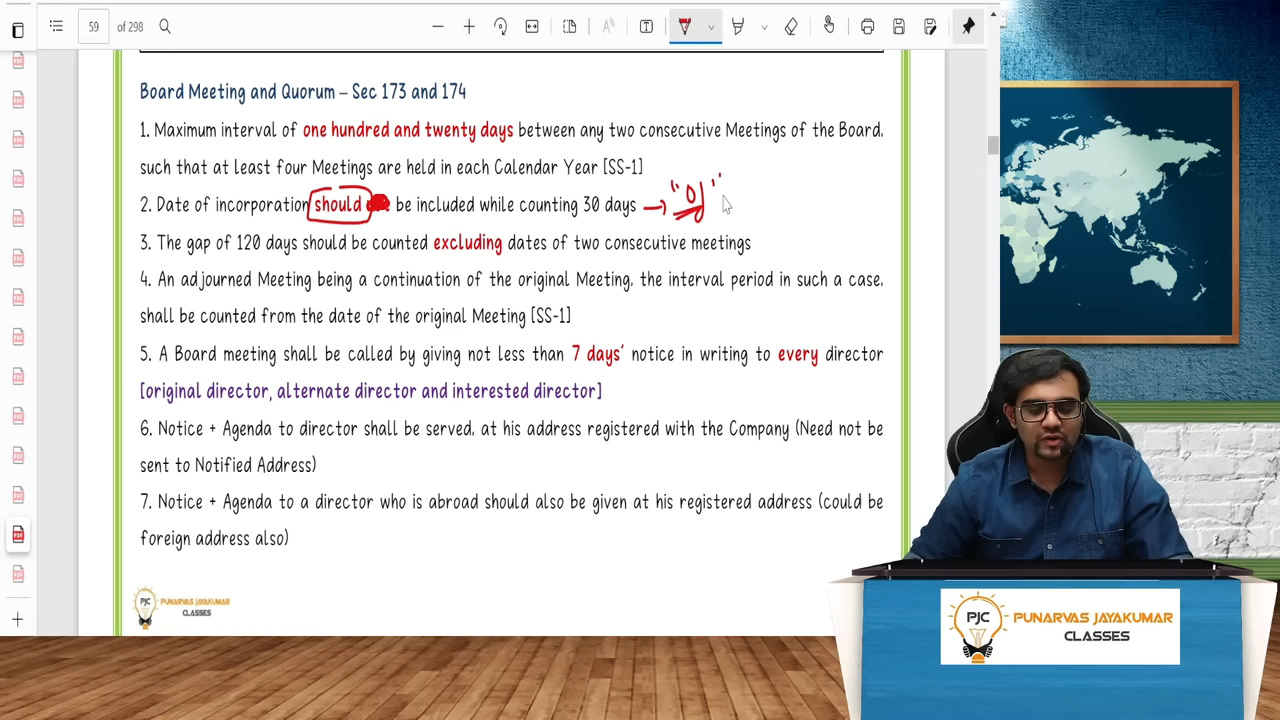 59 of 298
Board Meeting and Quorum – Sec 173 and 174
1. Maximum interval of one hundred and twenty days between any two consecutive Meetings of the Board,
such that at least four Meetings are held in each Calendar Year [SS-1]
2. Date of incorporation should be included while counting 30 days → "of"
3. The gap of 120 days should be counted excluding dates of two consecutive meetings
4. An adjourned Meeting being a continuation of the original Meeting, the interval period in such a case,
shall be counted from the date of the original Meeting [SS-1]
5. A Board meeting shall be called by giving not less than 7 days' notice in writing to every director
[original director, alternate director and interested director]
6. Notice + Agenda to director shall be served, at his address registered with the Company (Need not be
sent to Notified Address)
7. Notice + Agenda to a director who is abroad should also be given at his registered address (could be
foreign address also)
PJC PUNARVAS JAYAKUMAR
CLASSES
PJC PUNARVAS JAYAKUMAR
CLASSES